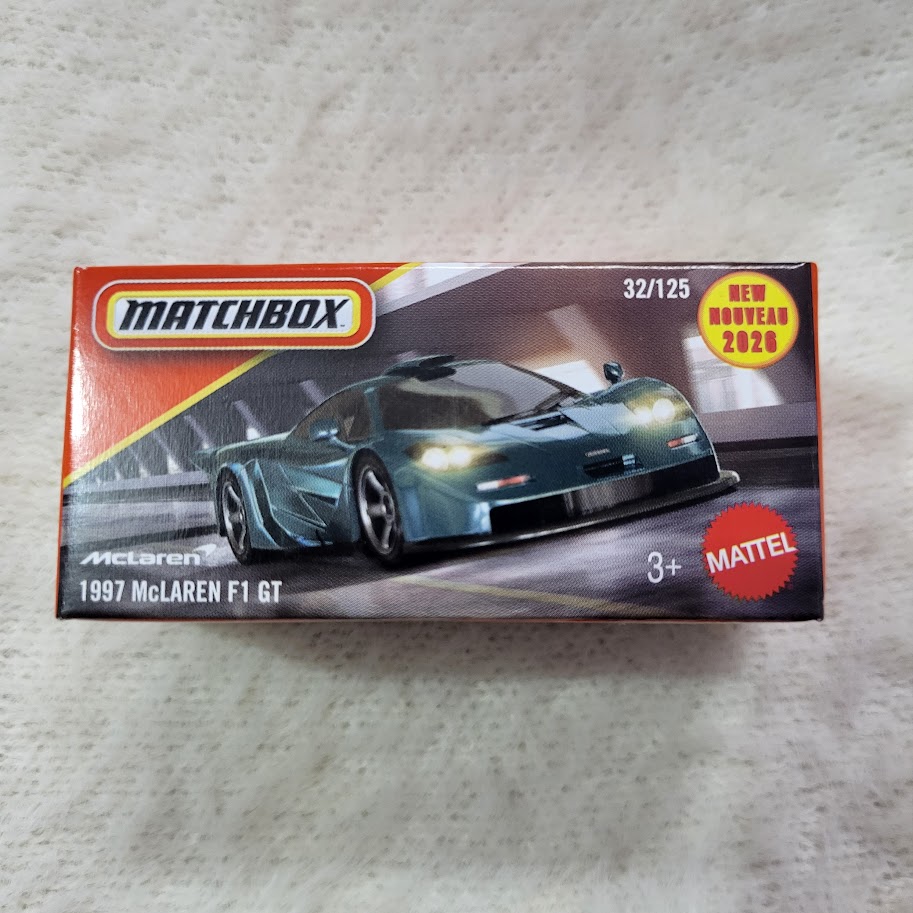 MATCHBOX
32/125
NEW
NOUVEAU
2026
McLaren
1997 McLAREN F1 GT
3+
MATTEL